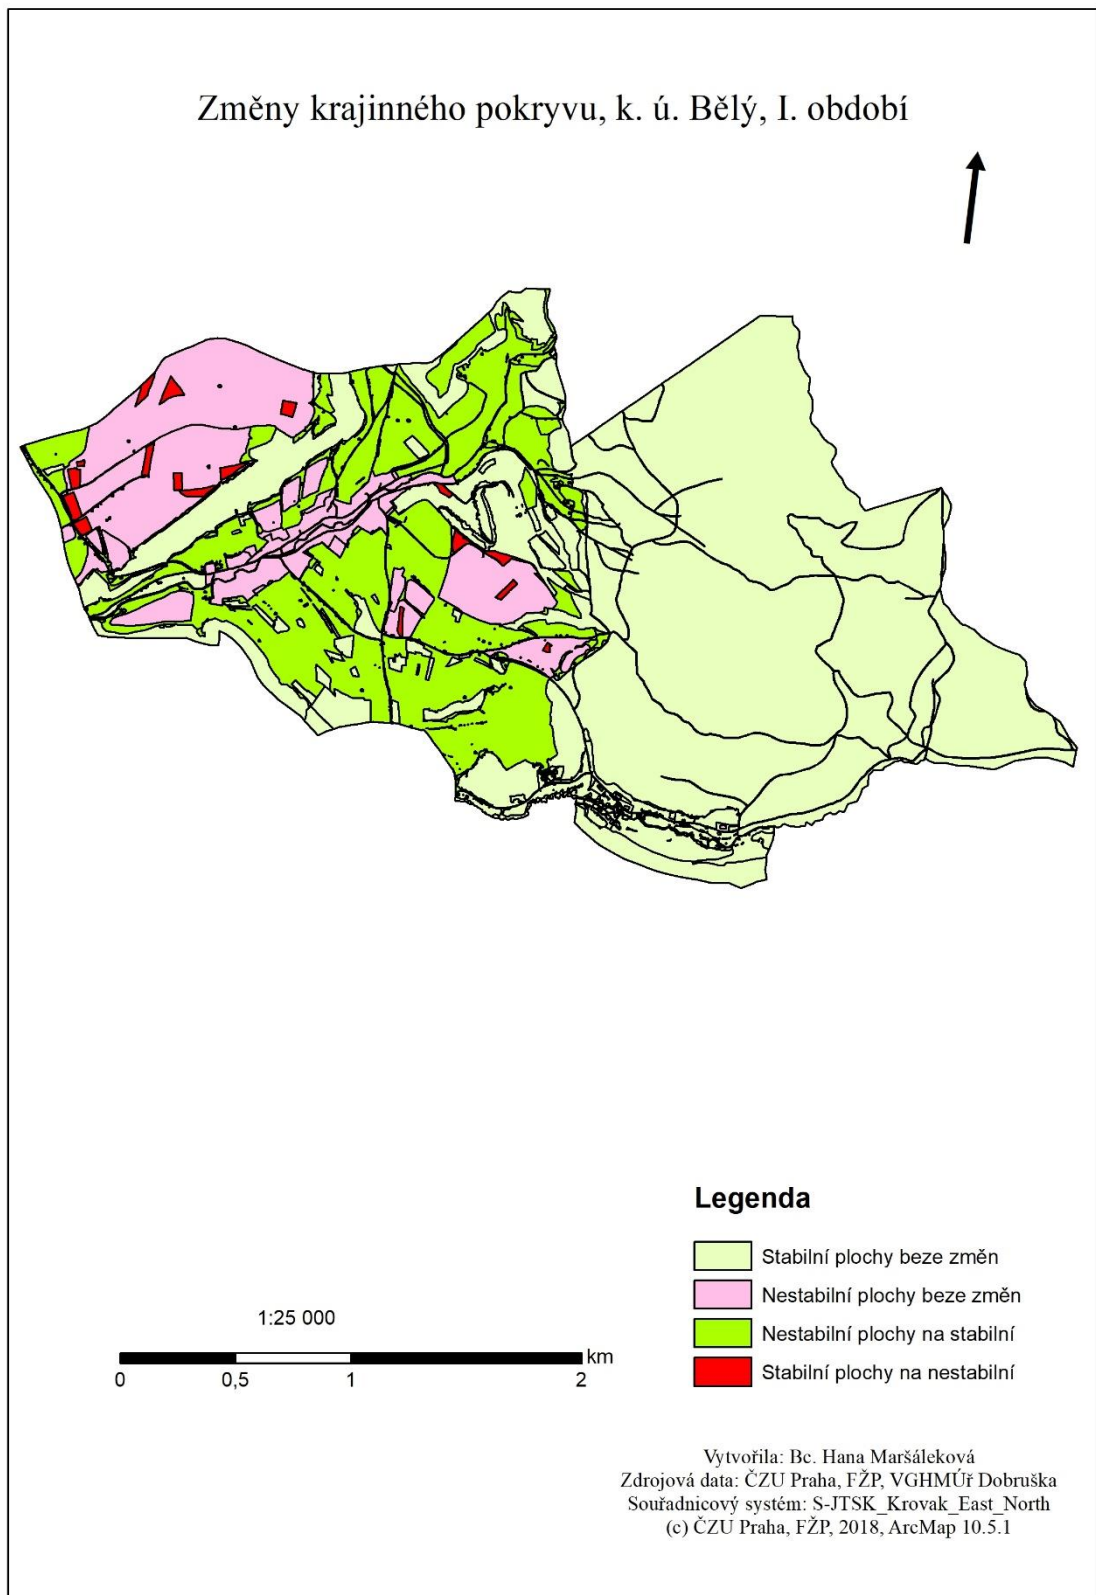 Změny krajinného pokryvu, k. ú. Bělý, I. období
Legenda
Stabilní plochy beze změn
Nestabilní plochy beze změn
Nestabilní plochy na stabilní
Stabilní plochy na nestabilní
1:25 000
km
0 0,5 1 2
Vytvořila: Bc. Hana Maršáleková
Zdrojová data: ČZU Praha, FŽP, VGHMÚř Dobruška
Souřadnicový systém: S-JTSK_Krovak_East_North
(c) ČZU Praha, FŽP, 2018, ArcMap 10.5.1